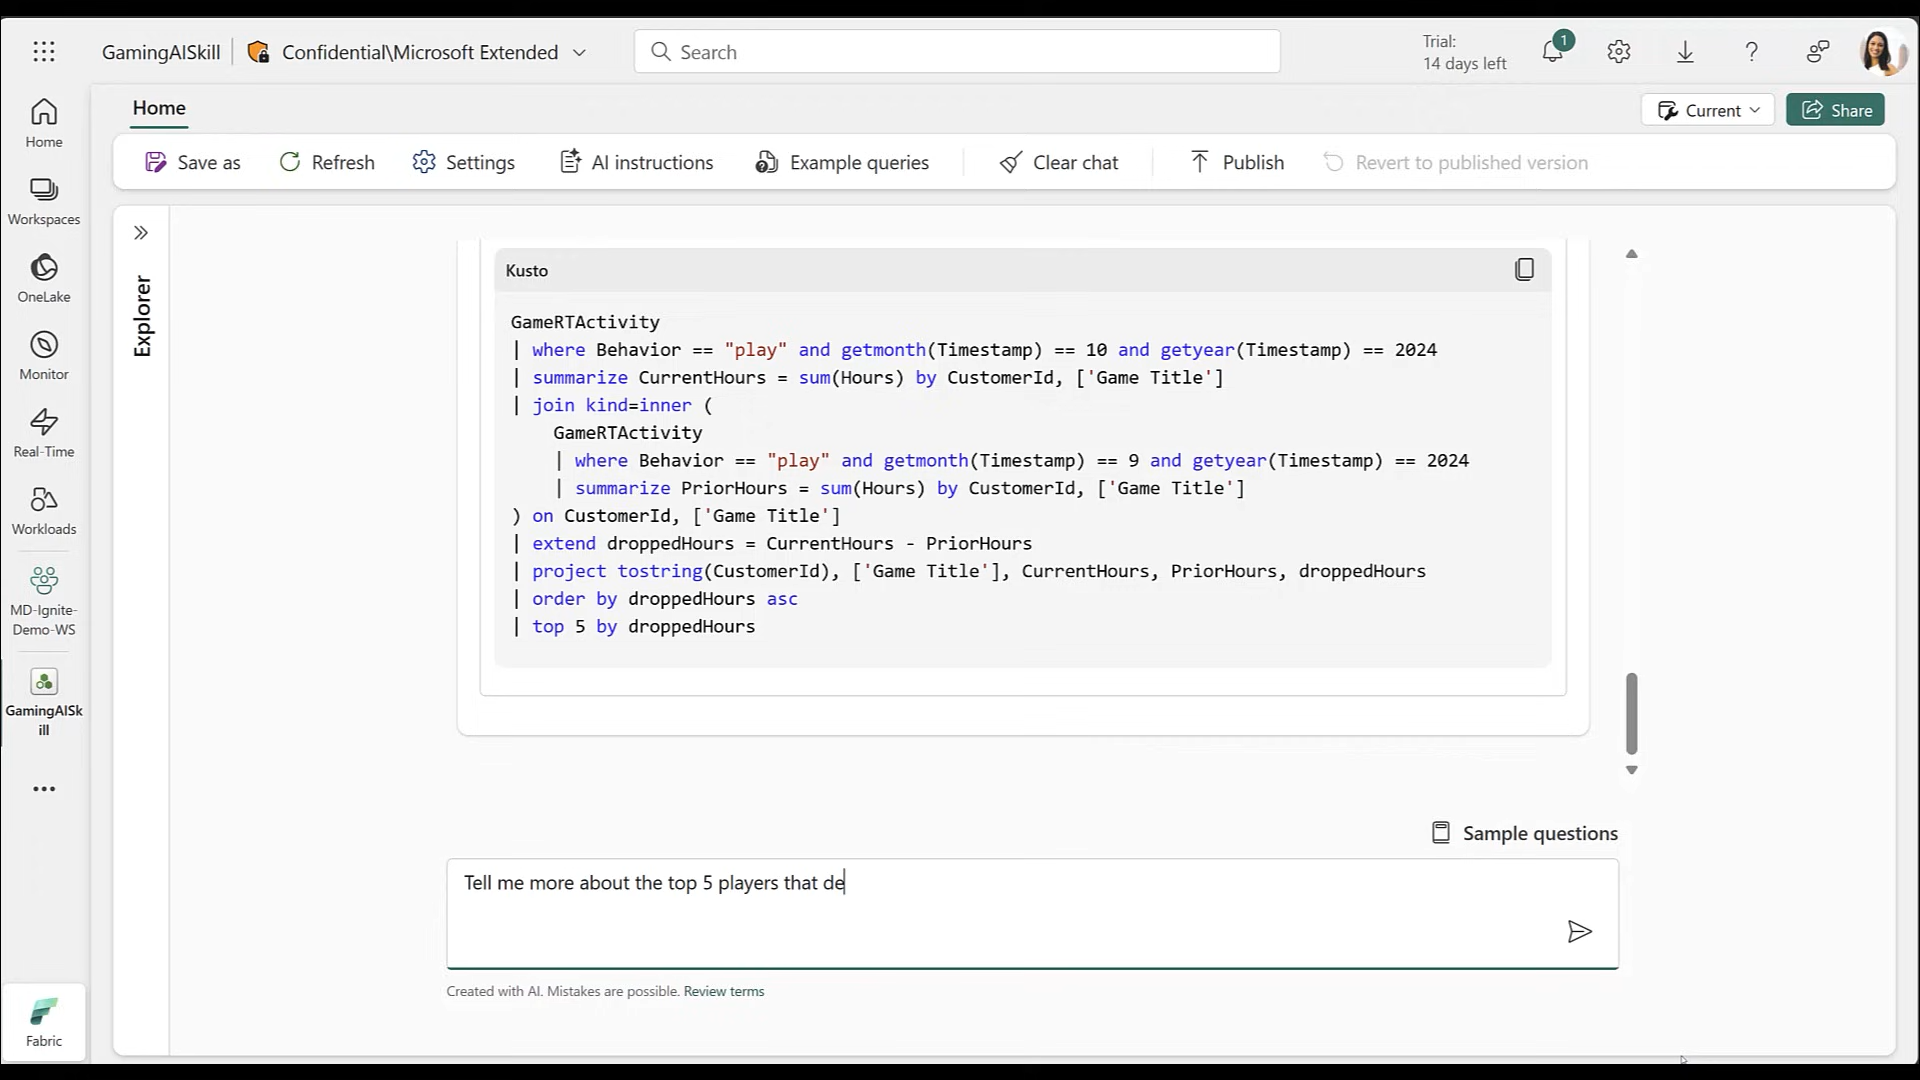 GamingAISkill
Confidential\Microsoft Extended
Search
Trial:
14 days left
1
?
Home
Workspaces
OneLake
Monitor
Real-Time
Workloads
MD-Ignite-
Demo-WS
GamingAISk
ill
Fabric
Home
Current
Share
Save as
Refresh
Settings
AI instructions
Example queries
Clear chat
Publish
Revert to published version
Explorer
Kusto
GameRTActivity
| where Behavior == "play" and getmonth(Timestamp) == 10 and getyear(Timestamp) == 2024
| summarize CurrentHours = sum(Hours) by CustomerId, ['Game Title']
| join kind=inner (
    GameRTActivity
    | where Behavior == "play" and getmonth(Timestamp) == 9 and getyear(Timestamp) == 2024
    | summarize PriorHours = sum(Hours) by CustomerId, ['Game Title']
) on CustomerId, ['Game Title']
| extend droppedHours = CurrentHours - PriorHours
| project tostring(CustomerId), ['Game Title'], CurrentHours, PriorHours, droppedHours
| order by droppedHours asc
| top 5 by droppedHours
Sample questions
Tell me more about the top 5 players that de
Created with AI. Mistakes are possible. Review terms